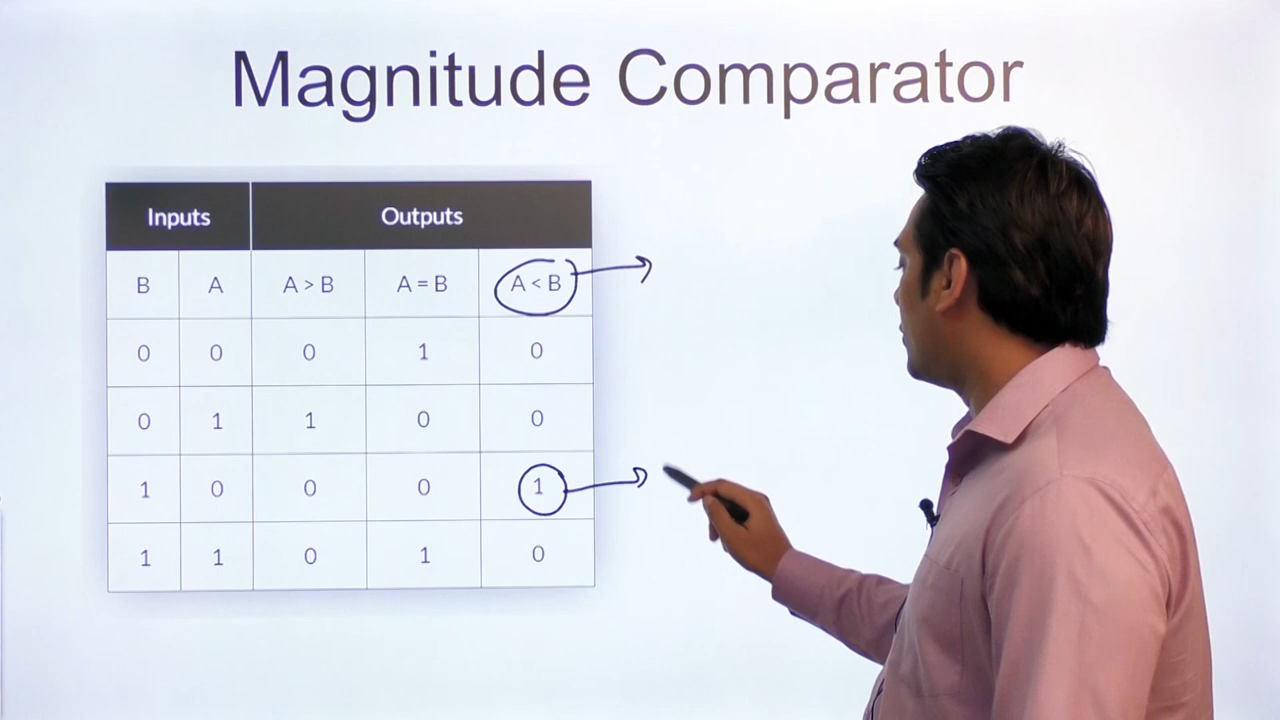 Magnitude Comparator
Inputs Outputs
B A A > B A = B A < B
0 0 0 1 0
0 1 1 0 0
1 0 0 0 1
1 1 0 1 0